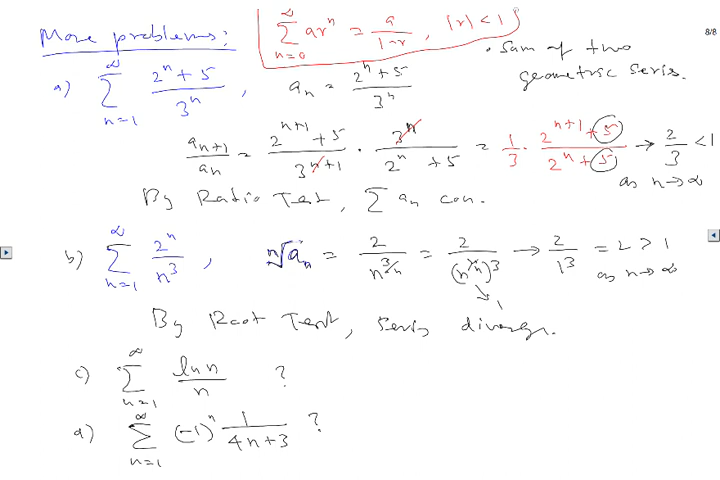 More problems:
∞ ∑ n=0 ar^n = a/(1-r), |r| < 1
8/8
• Sum of two geometric seris.
a) ∞ ∑ n=1 (2^n + 5)/3^n , a_n = (2^n + 5)/3^n
a_{n+1}/a_n = (2^{n+1} + 5)/3^{n+1} · 3^n/(2^n + 5) = 1/3 · (2^{n+1} + 5)/(2^n + 5) → 2/3 < 1 as n→∞
By Ratio Test, ∑ a_n con.
b) ∞ ∑ n=1 2^n/n^3 , ⁿ√a_n = 2/n^{3/n} = 2/(n^{1/n})^3 → 2/1^3 = 2 > 1 as n→∞
↘ 1
By Root Test, seris diverges.
c) ∞ ∑ n=1 ln n/n ?
d) ∞ ∑ n=1 (-1)^n 1/(4n+3) ?